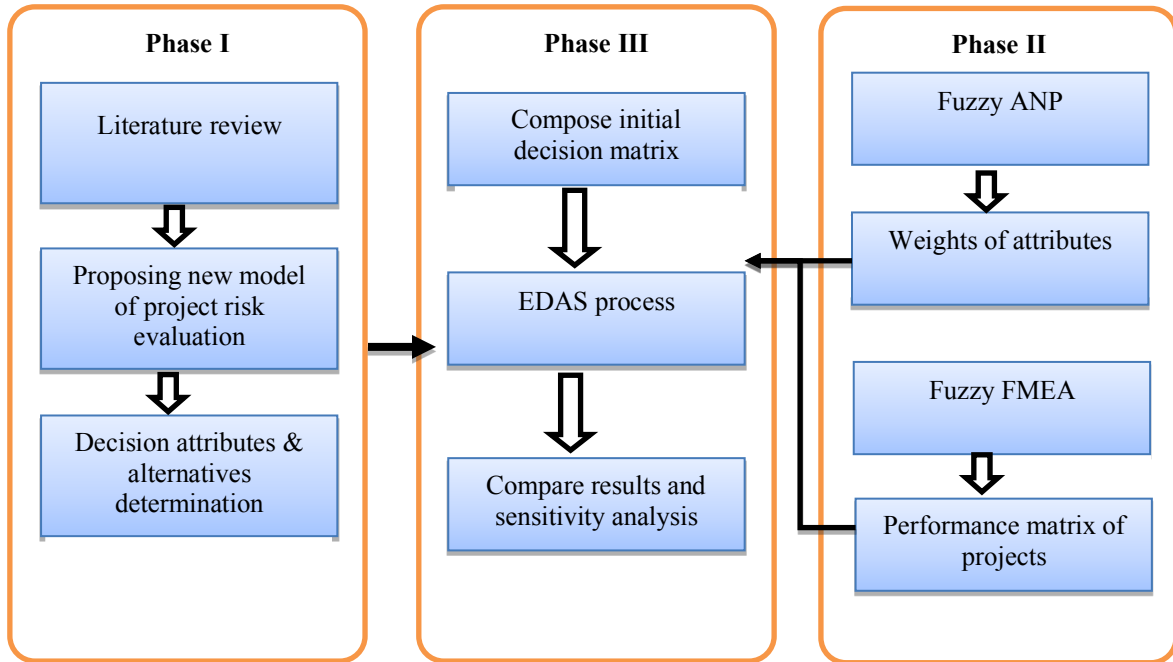 Phase I
Literature review
Proposing new model
of project risk
evaluation
Decision attributes &
alternatives
determination
Phase III
Compose initial
decision matrix
EDAS process
Compare results and
sensitivity analysis
Phase II
Fuzzy ANP
Weights of attributes
Fuzzy FMEA
Performance matrix of
projects